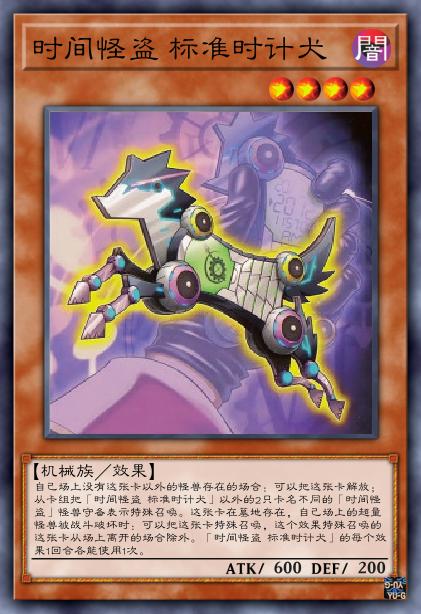 时间怪盗 标准时计犬
闇
【机械族／效果】
自己场上没有这张卡以外的怪兽存在的场合：可以把这张卡解放；
从卡组把「时间怪盗 标准时计犬」以外的2只卡名不同的「时间怪
盗」怪兽守备表示特殊召唤。这张卡在墓地存在，自己场上的超量
怪兽被战斗破坏时：可以把这张卡特殊召唤，这个效果特殊召唤的
这张卡从场上离开的场合除外。「时间怪盗 标准时计犬」的每个效
果1回合各能使用1次。
ATK/ 600 DEF/ 200